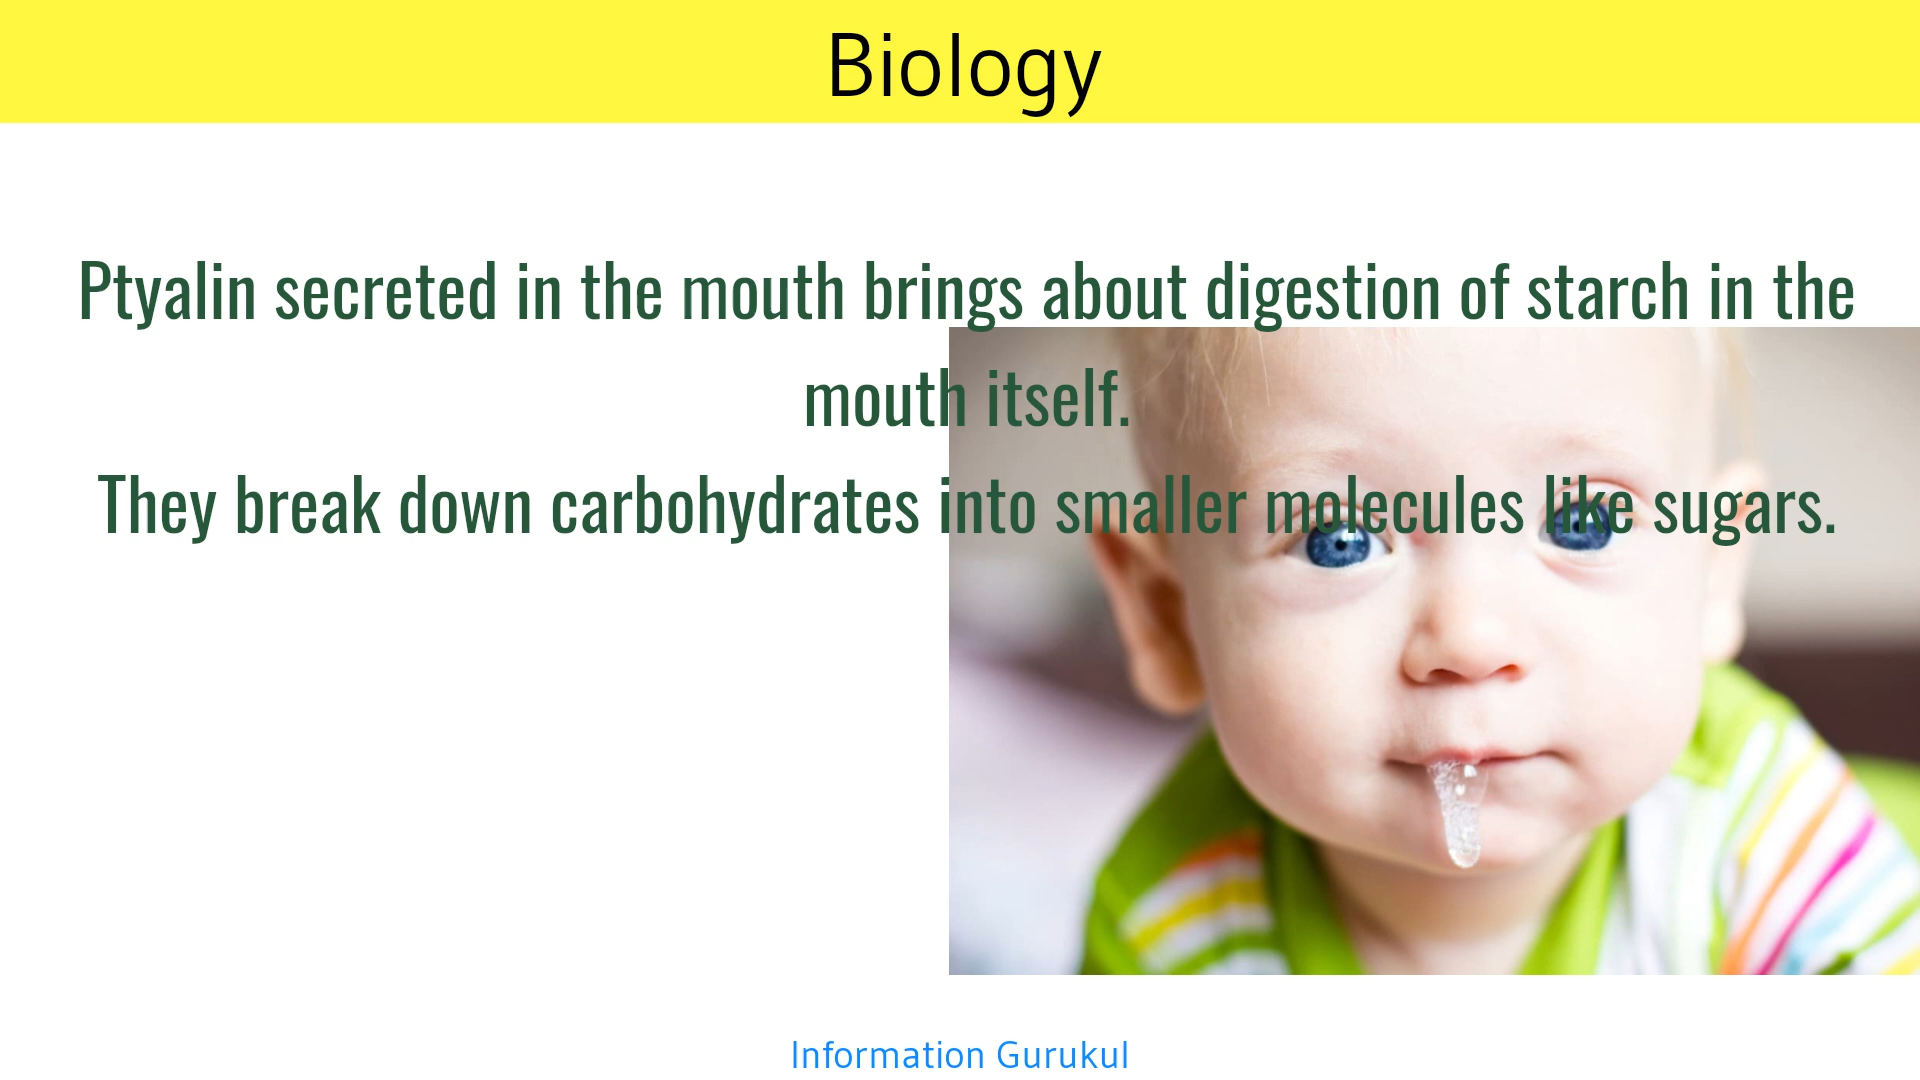 Biology
Ptyalin secreted in the mouth brings about digestion of starch in the
mouth itself.
They break down carbohydrates into smaller molecules like sugars.
Information Gurukul